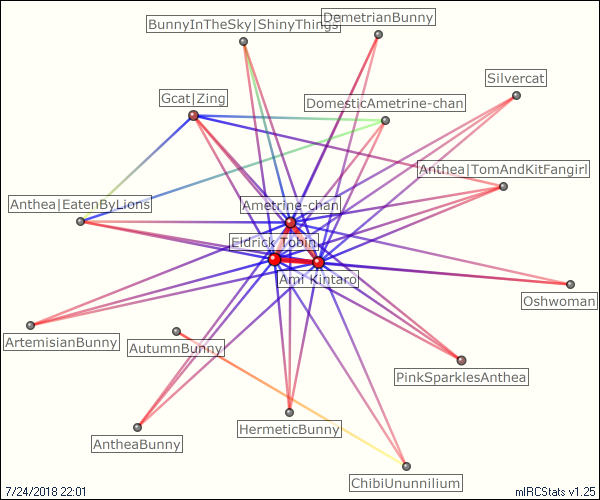 BunnyInTheSky|ShinyThings
DemetrianBunny
Silvercat
Gcat|Zing
DomesticAmetrine-chan
Anthea|TomAndKitFangirl
Anthea|EatenByLions
Ametrine-chan
Eldrick Tobin
Ami Kintaro
Oshwoman
ArtemisianBunny
AutumnBunny
PinkSparklesAnthea
HermeticBunny
AntheaBunny
ChibiUnunnilium
7/24/2018 22:01
mIRCStats v1.25